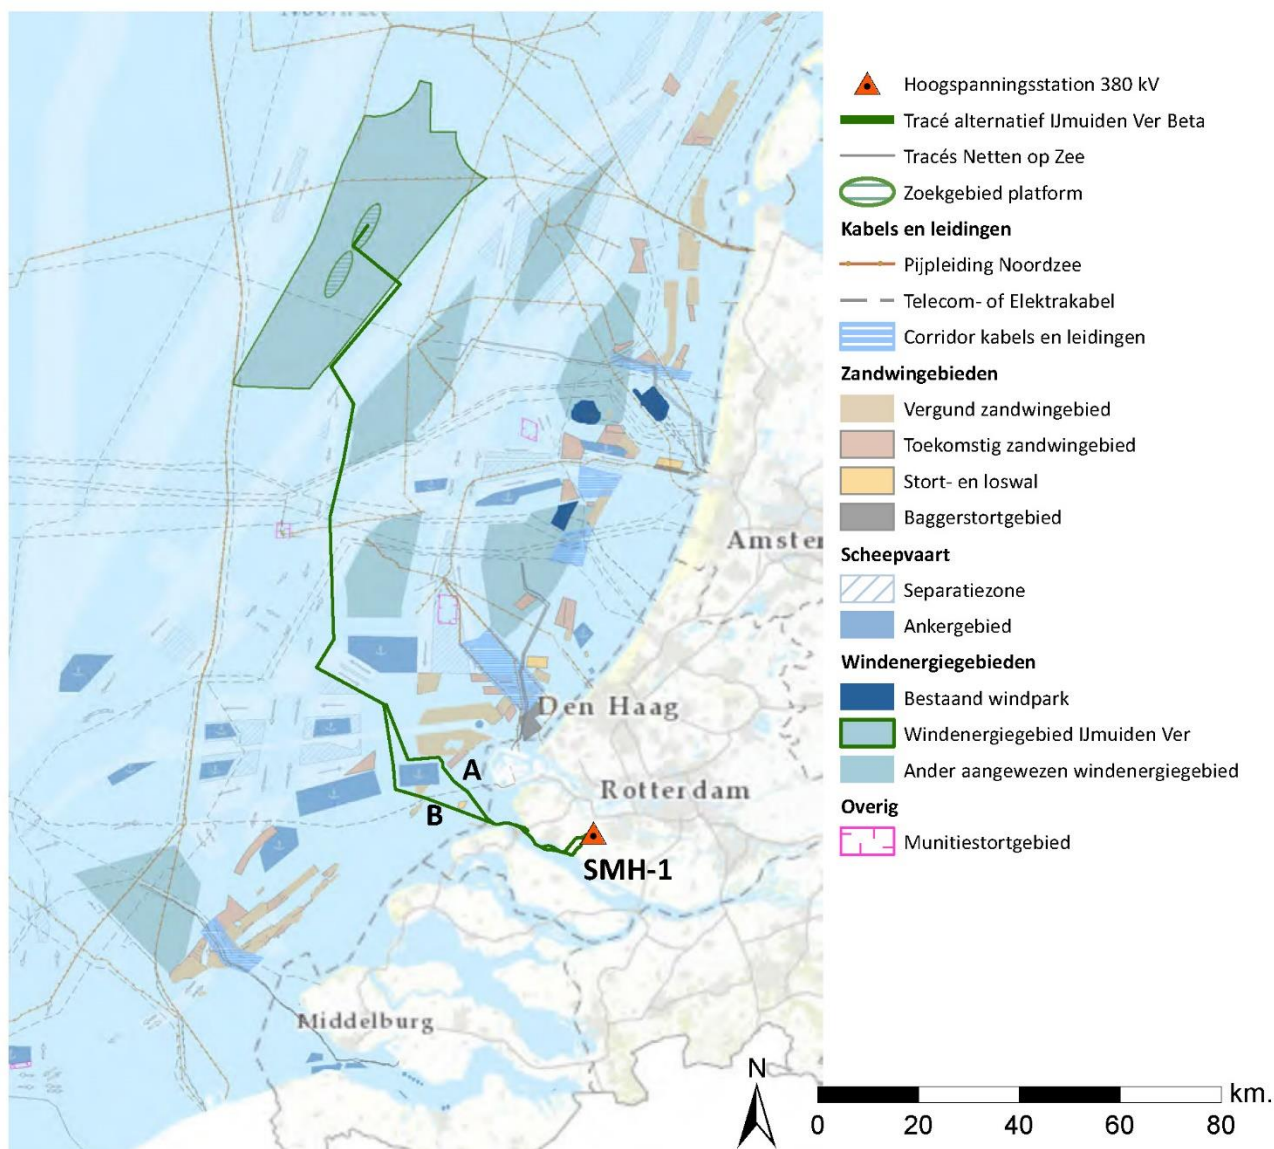 Noordzee
Amster
Den Haag
A
Rotterdam
B
SMH-1
Middelburg
Hoogspanningsstation 380 kV
Tracé alternatief IJmuiden Ver Beta
Tracés Netten op Zee
Zoekgebied platform
Kabels en leidingen
Pijpleiding Noordzee
Telecom- of Elektrakabel
Corridor kabels en leidingen
Zandwingebieden
Vergund zandwingebied
Toekomstig zandwingebied
Stort- en loswal
Baggerstortgebied
Scheepvaart
Separatiezone
Ankergebied
Windenergiegebieden
Bestaand windpark
Windenergiegebied IJmuiden Ver
Ander aangewezen windenergiegebied
Overig
Munitiestortgebied
N
km.
0 20 40 60 80